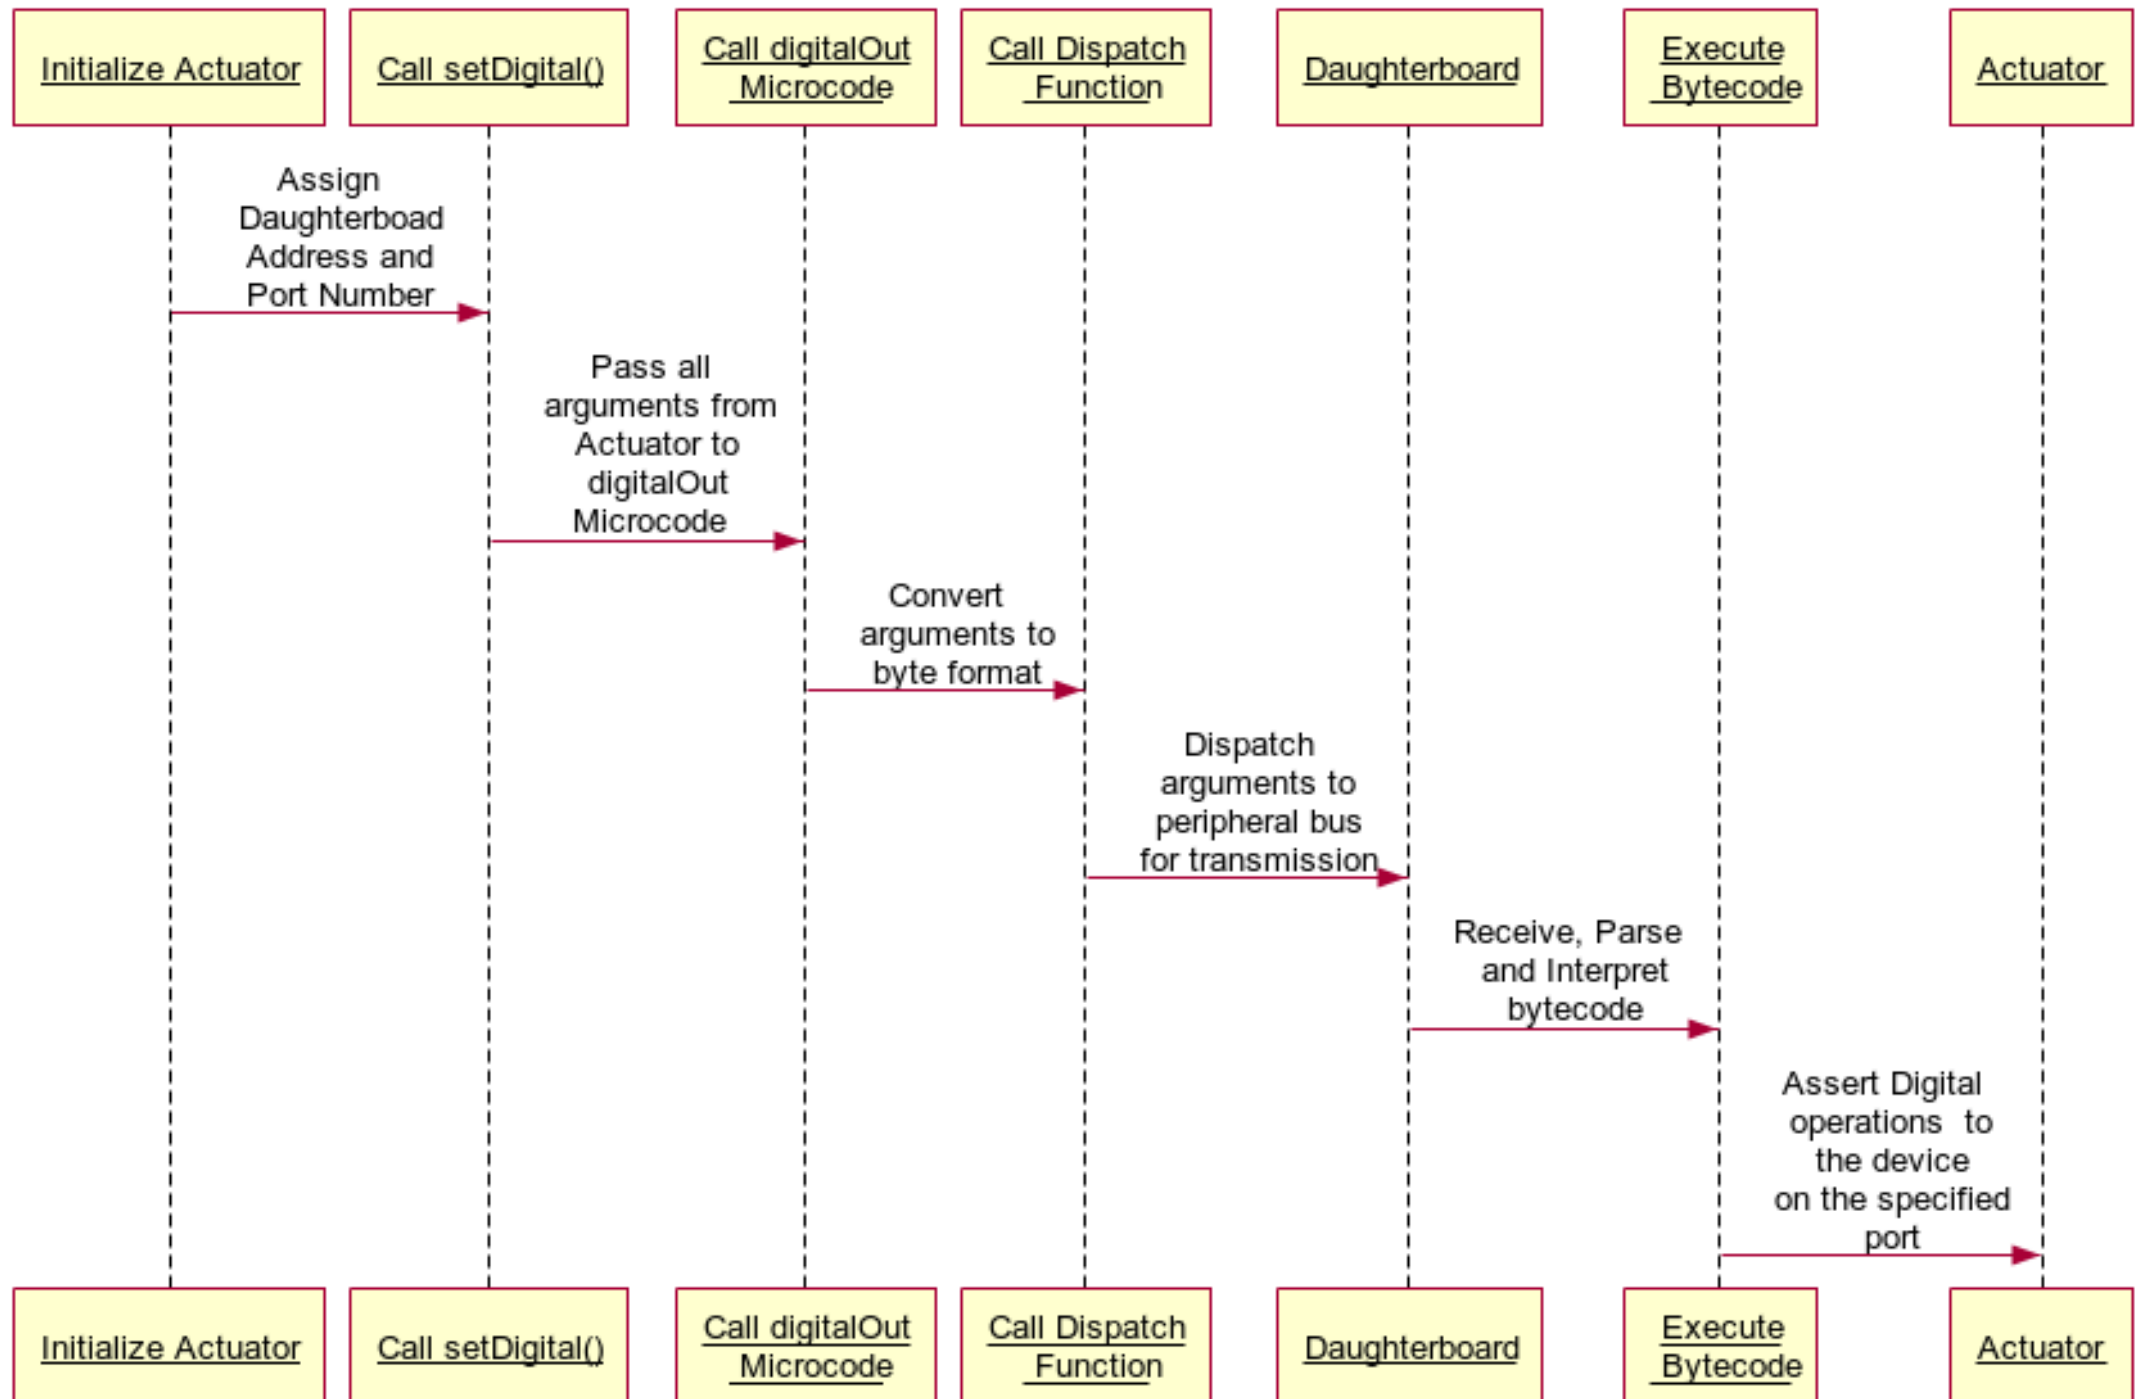 Initialize Actuator
Call setDigital()
Call digitalOut
Microcode
Call Dispatch
Function
Daughterboard
Execute
Bytecode
Actuator
Assign
Daughterboad
Address and
Port Number
Pass all
arguments from
Actuator to
digitalOut
Microcode
Convert
arguments to
byte format
Dispatch
arguments to
peripheral bus
for transmission
Receive, Parse
and Interpret
bytecode
Assert Digital
operations  to
the device
on the specified
port
Initialize Actuator
Call setDigital()
Call digitalOut
Microcode
Call Dispatch
Function
Daughterboard
Execute
Bytecode
Actuator